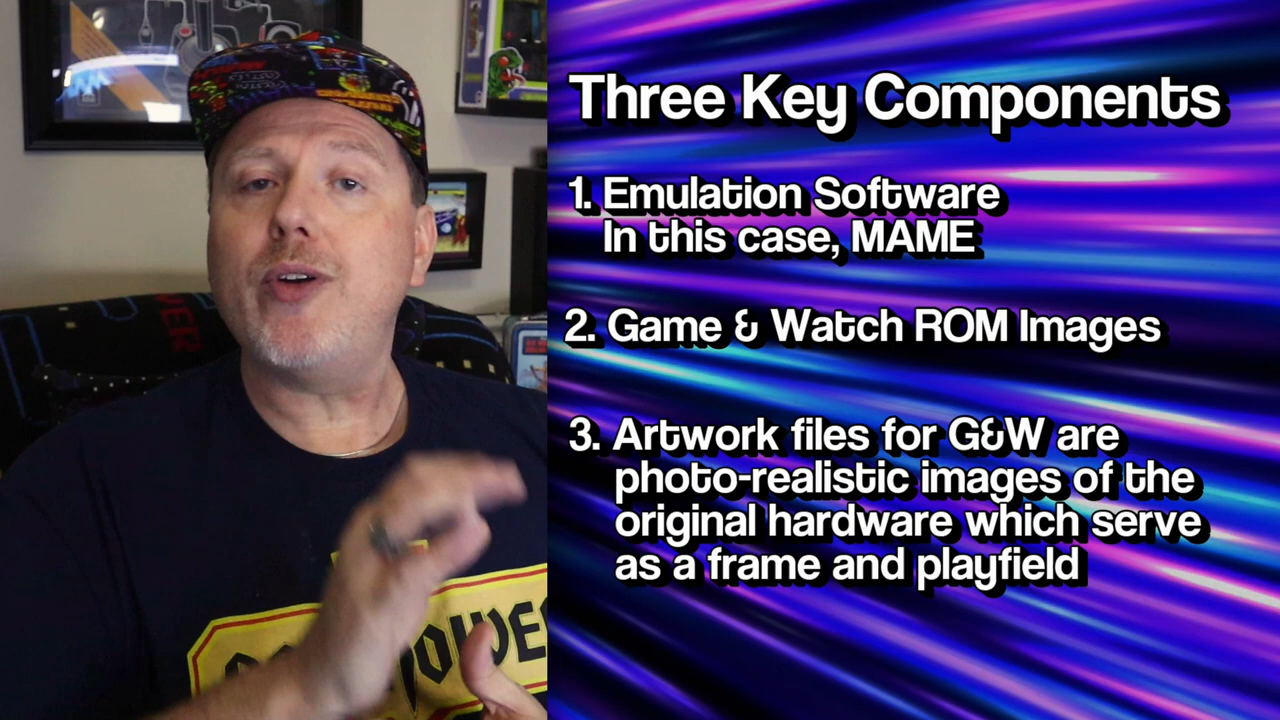 Three Key Components
1. Emulation Software
In this case, MAME
2. Game & Watch ROM Images
3. Artwork files for G&W are
photo-realistic images of the
original hardware which serve
as a frame and playfield